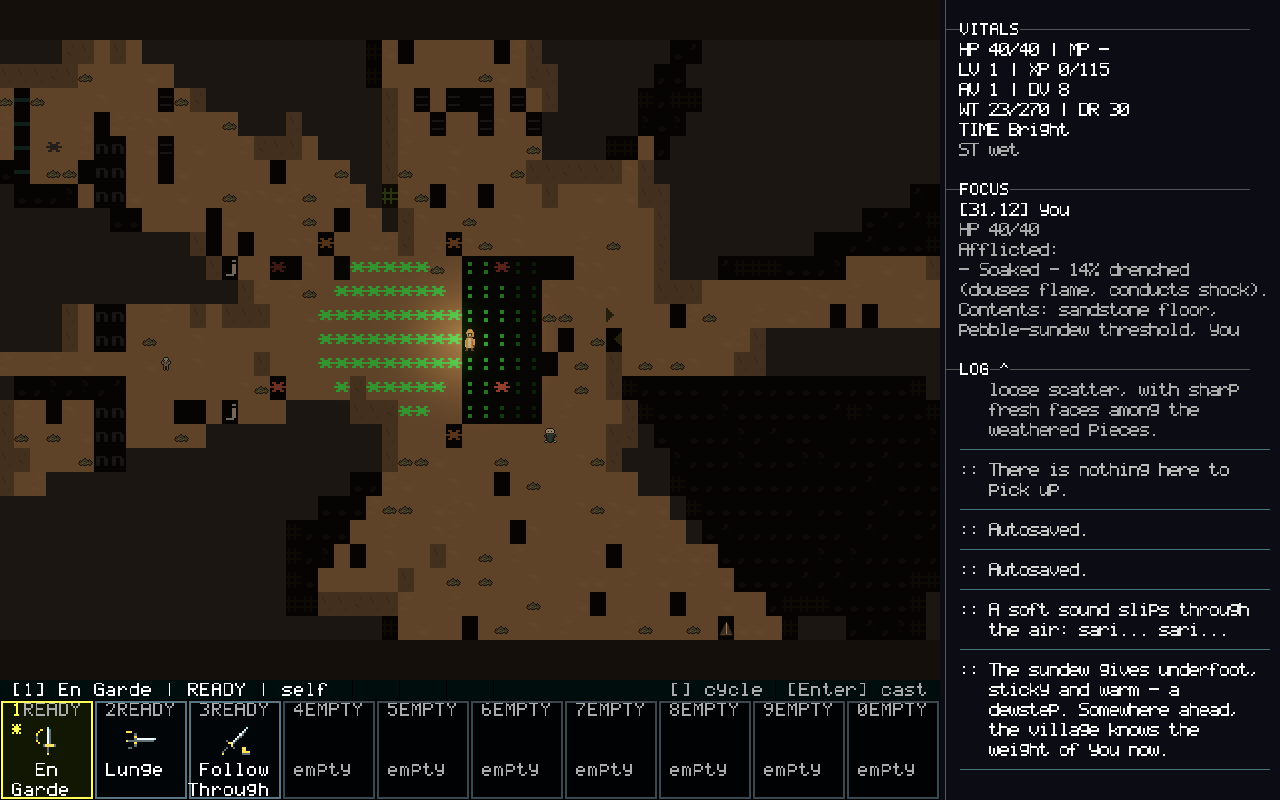 VITALS
HP 40/40 | MP –
LV 1 | XP 0/115
AV 1 | DV 8
WT 23/270 | DR 30
TIME Bright
ST wet
FOCUS
[31,12] You
HP 40/40
Afflicted:
– Soaked – 14% drenched
(douses flame, conducts shock).
Contents: sandstone floor,
Pebble-sundew threshold, You
LOG ^
loose scatter, with sharp
fresh faces among the
weathered pieces.
:: There is nothing here to
pick up.
:: Autosaved.
:: Autosaved.
:: A soft sound slips through
the air: sari... sari...
:: The sundew gives underfoot,
sticky and warm – a
dewstep. Somewhere ahead,
the village knows the
weight of you now.
j
j
[1] En Garde | READY | self
[] cycle [Enter] cast
1READY 2READY 3READY 4EMPTY 5EMPTY 6EMPTY 7EMPTY 8EMPTY 9EMPTY 0EMPTY
*
En Garde
Lunge
Follow Through
empty empty empty empty empty empty empty